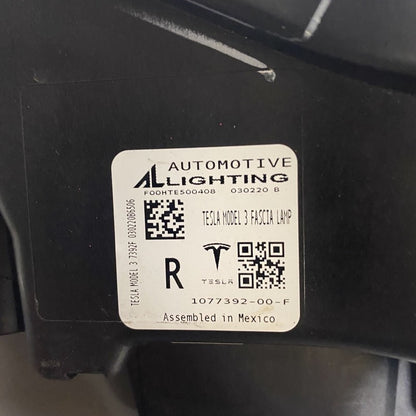 AUTOMOTIVE
AL LIGHTING
F00HTE500408 030220 B
TESLA MODEL 3 FASCIA LAMP
TESLA MODEL 3 7392F 030220B6506
R
TESLA
1077392-00-F
Assembled in Mexico